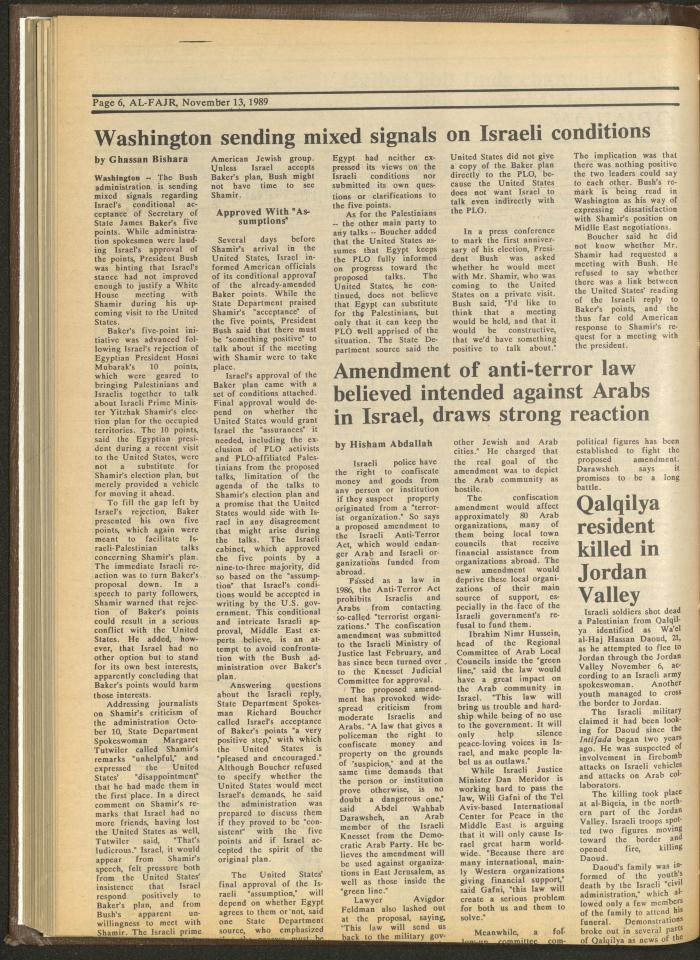 Page 6, AL-FAJR, November 13, 1989
Washington sending mixed signals on Israeli conditions
by Ghassan Bishara
Washington -- The Bush
administration is sending
mixed signals regarding
Israel's conditional ac-
ceptance of Secretary of
State James Baker's five
points. While administra-
tion spokesmen were laud-
ing Israel's approval of
the points, President Bush
was hinting that Israel's
stance had not improved
enough to justify a White
House meeting with
Shamir during his up-
coming visit to the United
States.
Baker's five-point ini-
tiative was advanced fol-
lowing Israel's rejection of
Egyptian President Hosni
Mubarak's 10 points,
which were geared to
bringing Palestinians and
Israelis together to talk
about Israeli Prime Minis-
ter Yitzhak Shamir's elec-
tion plan for the occupied
territories. The 10 points,
said the Egyptian presi-
dent during a recent visit
to the United States, were
not a substitute for
Shamir's election plan, but
merely provided a vehicle
for moving it ahead.
To fill the gap left by
Israel's rejection, Baker
presented his own five
points, which again were
meant to facilitate Is-
raeli-Palestinian talks
concerning Shamir's plan.
The immediate Israeli re-
action was to turn Baker's
proposal down. In a
speech to party followers,
Shamir warned that rejec-
tion of Baker's points
could result in a serious
conflict with the United
States. He added, how-
ever, that Israel had no
other option but to stand
for its own best interests,
apparently concluding that
Baker's points would harm
those interests.
Addressing journalists
on Shamir's criticism of
the administration Octo-
ber 10, State Department
Spokeswoman Margaret
Tutwiler called Shamir's
remarks "unhelpful," and
expressed the United
States' "disappointment"
that he had made them in
the first place. In a direct
comment on Shamir's re-
marks that Israel had no
more friends, having lost
the United States as well,
Tutwiler said, "That's
ludicrous." Israel, it would
appear from Shamir's
speech, felt pressure both
from the United States'
insistence that Israel
respond positively to
Baker's plan, and from
Bush's apparent un-
willingness to meet with
Shamir. The Israeli prime
American Jewish group.
Unless Israel accepts
Baker's plan, Bush might
not have time to see
Shamir.
Approved With "As-
sumptions"
Several days before
Shamir's arrival in the
United States, Israel in-
formed American officials
of its conditional approval
of the already-amended
Baker points. While the
State Department praised
Shamir's "acceptance" of
the five points, President
Bush said that there must
be "something positive" to
talk about if the meeting
with Shamir were to take
place.
Israel's approval of the
Baker plan came with a
set of conditions attached.
Final approval would de-
pend on whether the
United States would grant
Israel the "assurances" it
needed, including the ex-
clusion of PLO activists
and PLO-affiliated Pales-
tinians from the proposed
talks, limitation of the
agenda of the talks to
Shamir's election plan and
a promise that the United
States would side with Is-
rael in any disagreement
that might arise during
the talks. The Israeli
cabinet, which approved
the five points by a
nine-to-three majority, did
so based on the "assump-
tion" that Israel's condi-
tions would be accepted in
writing by the U.S. gov-
ernment. This conditional
and intricate Israeli ap-
proval, Middle East ex-
perts believe, is an at-
tempt to avoid confronta-
tion with the Bush ad-
ministration over Baker's
plan.
Answering questions
about the Israeli reply,
State Department Spokes-
man Richard Boucher
called Israel's acceptance
of Baker's points "a very
positive step," with which
the United States is
"pleased and encouraged."
Although Boucher refused
to specify whether the
United States would meet
Israel's demands, he said
the administration was
prepared to discuss them
if they proved to be "con-
sistent" with the five
points and if Israel ac-
cepted the spirit of the
original plan.
The United States'
final approval of the Is-
raeli "assumption," will
depend on whether Egypt
agrees to them or not, said
one State Department
source, who emphasized
must be
Egypt had neither ex-
pressed its views on the
Israeli conditions nor
submitted its own ques-
tions or clarifications to
the five points.
As for the Palestinians
-- the other main party to
any talks -- Boucher added
that the United States as-
sumes that Egypt keeps
the PLO fully informed
on progress toward the
proposed talks. The
United States, he con-
tinued, does not believe
that Egypt can substitute
for the Palestinians, but
only that it can keep the
PLO well apprised of the
situation. The State De-
partment source said the
United States did not give
a copy of the Baker plan
directly to the PLO, be-
cause the United States
does not want Israel to
talk even indirectly with
the PLO.
In a press conference
to mark the first anniver-
sary of his election, Presi-
dent Bush was asked
whether he would meet
with Mr. Shamir, who was
coming to the United
States on a private visit.
Bush said, "I'd like to
think that a meeting
would be held, and that it
would be constructive,
that we'd have something
positive to talk about."
The implication was that
there was nothing positive
the two leaders could say
to each other. Bush's re-
mark is being read in
Washington as his way of
expressing dissatisfaction
with Shamir's position on
Middle East negotiations.
Boucher said he did
not know whether Mr.
Shamir had requested a
meeting with Bush. He
refused to say whether
there was a link between
the United States' reading
of the Israeli reply to
Baker's points, and the
thus far cold American
response to Shamir's re-
quest for a meeting with
the president.
Amendment of anti-terror law
believed intended against Arabs
in Israel, draws strong reaction
by Hisham Abdallah
Israeli police have
the right to confiscate
money and goods from
any person or institution
if they suspect property
originated from a "terror-
ist organization." So says
a proposed amendment to
the Israeli Anti-Terror
Act, which would endan-
ger Arab and Israeli or-
ganizations funded from
abroad.
Passed as a law in
1986, the Anti-Terror Act
prohibits Israelis and
Arabs from contacting
so-called "terrorist organi-
zations." The confiscation
amendment was submitted
to the Israeli Ministry of
Justice last February, and
has since been turned over
to the Knesset Judicial
Committee for approval.
The proposed amend-
ment has provoked wide-
spread criticism from
moderate Israelis and
Arabs. "A law that gives a
policeman the right to
confiscate money and
property on the grounds
of 'suspicion,' and at the
same time demands that
the person or institution
prove otherwise, is no
doubt a dangerous one,"
said Abdel Wahhab
Darawsheh, an Arab
member of the Israeli
Knesset from the Demo-
cratic Arab Party. He be-
lieves the amendment will
be used against organiza-
tions in East Jerusalem, as
well as those inside the
"green line."
Lawyer Avigdor
Feldman also lashed out
at the proposal, saying,
"This law will send us
back to the military gov-
other Jewish and Arab
cities." He charged that
the real goal of the
amendment was to depict
the Arab community as
hostile.
The confiscation
amendment would affect
approximately 80 Arab
organizations, many of
them being local town
councils that receive
financial assistance from
organizations abroad. The
new amendment would
deprive these local organi-
zations of their main
source of support, es-
pecially in the face of the
Israeli government's re-
fusal to fund them.
Ibrahim Nimr Hussein,
head of the Regional
Committee of Arab Local
Councils inside the "green
line," said the law would
have a great impact on
the Arab community in
Israel. "This law will
bring us trouble and hard-
ship while being of no use
to the government. It will
only help silence
peace-loving voices in Is-
rael, and make people la-
bel us as outlaws."
While Israeli Justice
Minister Dan Meridor is
working hard to pass the
law, Will Gafni of the Tel
Aviv-based International
Center for Peace in the
Middle East is arguing
that it will only cause Is-
rael great harm world-
wide. "Because there are
many international, main-
ly Western organizations
giving financial support,"
said Gafni, "this law will
create a serious problem
for both us and them to
solve."
Meanwhile, a fol-
low-up committee com-
political figures has been
established to fight the
proposed amendment.
Darawsheh says it
promises to be a long
battle.
Qalqilya
resident
killed in
Jordan
Valley
Israeli soldiers shot dead
a Palestinian from Qalqil-
ya identified as Wa'el
al-Haj Hassan Daoud, 21,
as he attempted to flee to
Jordan through the Jordan
Valley November 6, ac-
cording to an Israeli army
spokeswoman. Another
youth managed to cross
the border to Jordan.
The Israeli military
claimed it had been look-
ing for Daoud since the
Intifada began two years
ago. He was suspected of
involvement in firebomb
attacks on Israeli vehicles
and attacks on Arab col-
laborators.
The killing took place
at al-Biqeia, in the north-
ern part of the Jordan
Valley. Israeli troops spot-
ted two figures moving
toward the border and
opened fire, killing
Daoud.
Daoud's family was in-
formed of the youth's
death by the Israeli "civil
administration," which al-
lowed only a few members
of the family to attend his
funeral. Demonstrations
broke out in several parts
of Qalqilya as news of the